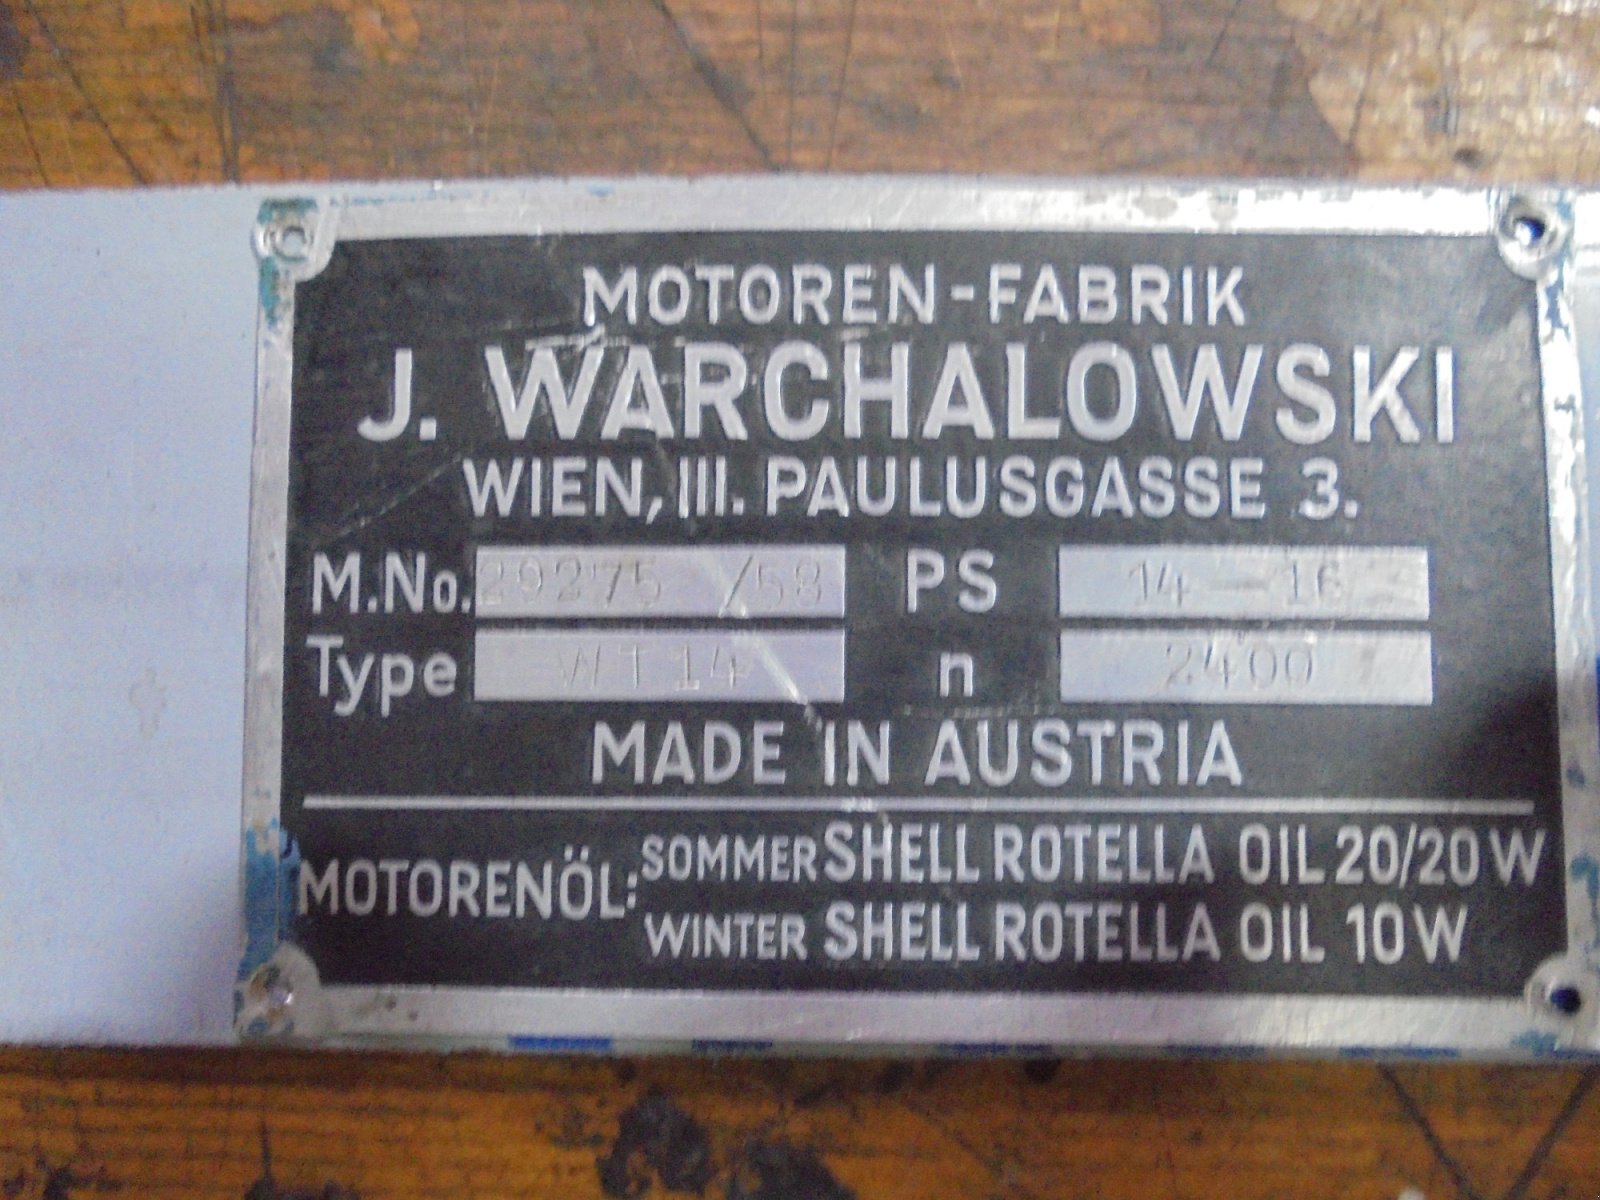 MOTOREN-FABRIK
J. WARCHALOWSKI
WIEN, III. PAULUSGASSE 3.
M.No. 29275 /58 PS 14-16
Type WT14 n 2400
MADE IN AUSTRIA
MOTORENÖL: SOMMER SHELL ROTELLA OIL 20/20 W
WINTER SHELL ROTELLA OIL 10 W